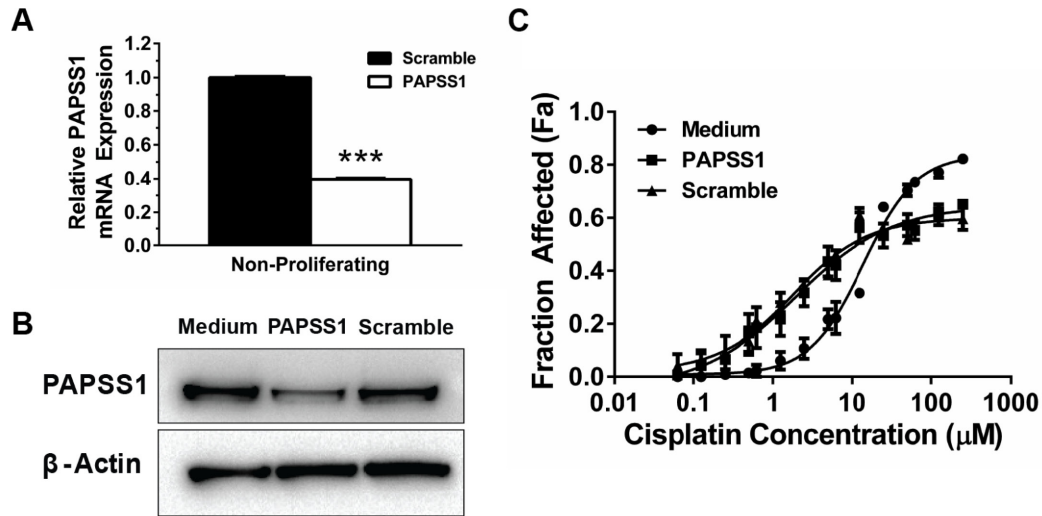 A
Relative PAPSS1
mRNA Expression
1.2
1.0
0.8
0.6
0.4
0.2
0.0
Scramble
PAPSS1
***
Non-Proliferating
B
Medium PAPSS1 Scramble
PAPSS1
β-Actin
C
Fraction Affected (Fa)
1.0
0.8
0.6
0.4
0.2
0.0
Medium
PAPSS1
Scramble
0.01 0.1 1 10 100 1000
Cisplatin Concentration (μM)